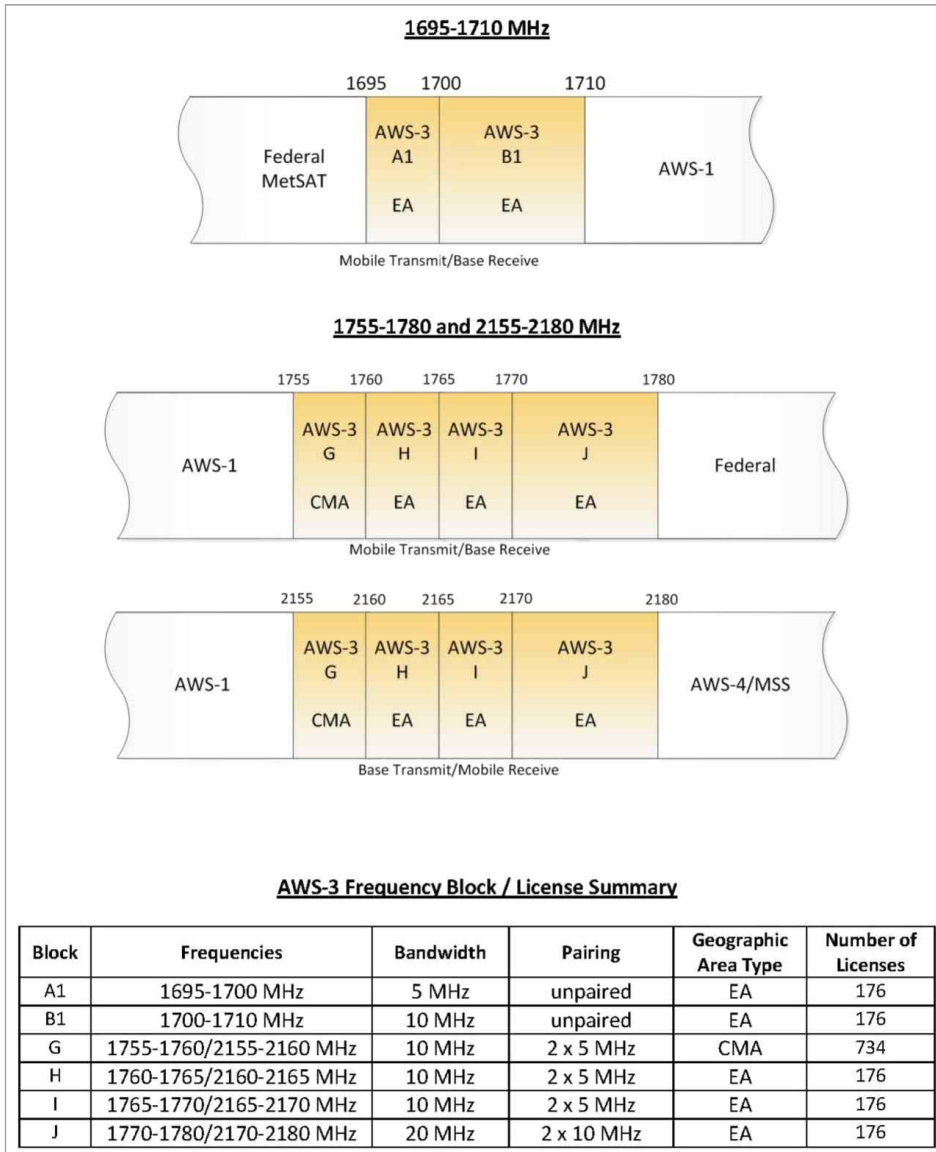 1695-1710 MHz
1695 1700 1710
Federal MetSAT
AWS-3 A1 EA
AWS-3 B1 EA
AWS-1
Mobile Transmit/Base Receive
1755-1780 and 2155-2180 MHz
1755 1760 1765 1770 1780
AWS-1
AWS-3 G CMA
AWS-3 H EA
AWS-3 I EA
AWS-3 J EA
Federal
Mobile Transmit/Base Receive
2155 2160 2165 2170 2180
AWS-1
AWS-3 G CMA
AWS-3 H EA
AWS-3 I EA
AWS-3 J EA
AWS-4/MSS
Base Transmit/Mobile Receive
AWS-3 Frequency Block / License Summary
Block Frequencies Bandwidth Pairing Geographic Area Type Number of Licenses
A1 1695-1700 MHz 5 MHz unpaired EA 176
B1 1700-1710 MHz 10 MHz unpaired EA 176
G 1755-1760/2155-2160 MHz 10 MHz 2 x 5 MHz CMA 734
H 1760-1765/2160-2165 MHz 10 MHz 2 x 5 MHz EA 176
I 1765-1770/2165-2170 MHz 10 MHz 2 x 5 MHz EA 176
J 1770-1780/2170-2180 MHz 20 MHz 2 x 10 MHz EA 176